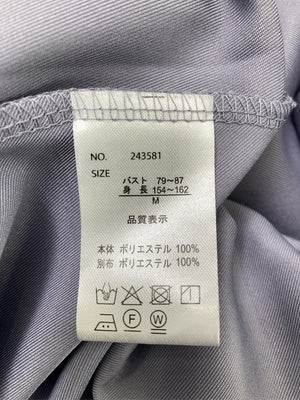 NO. 243581
SIZE
バスト 79〜87
身 長 154〜162
M
品質表示
本体 ポリエステル 100%
別布 ポリエステル 100%
F W